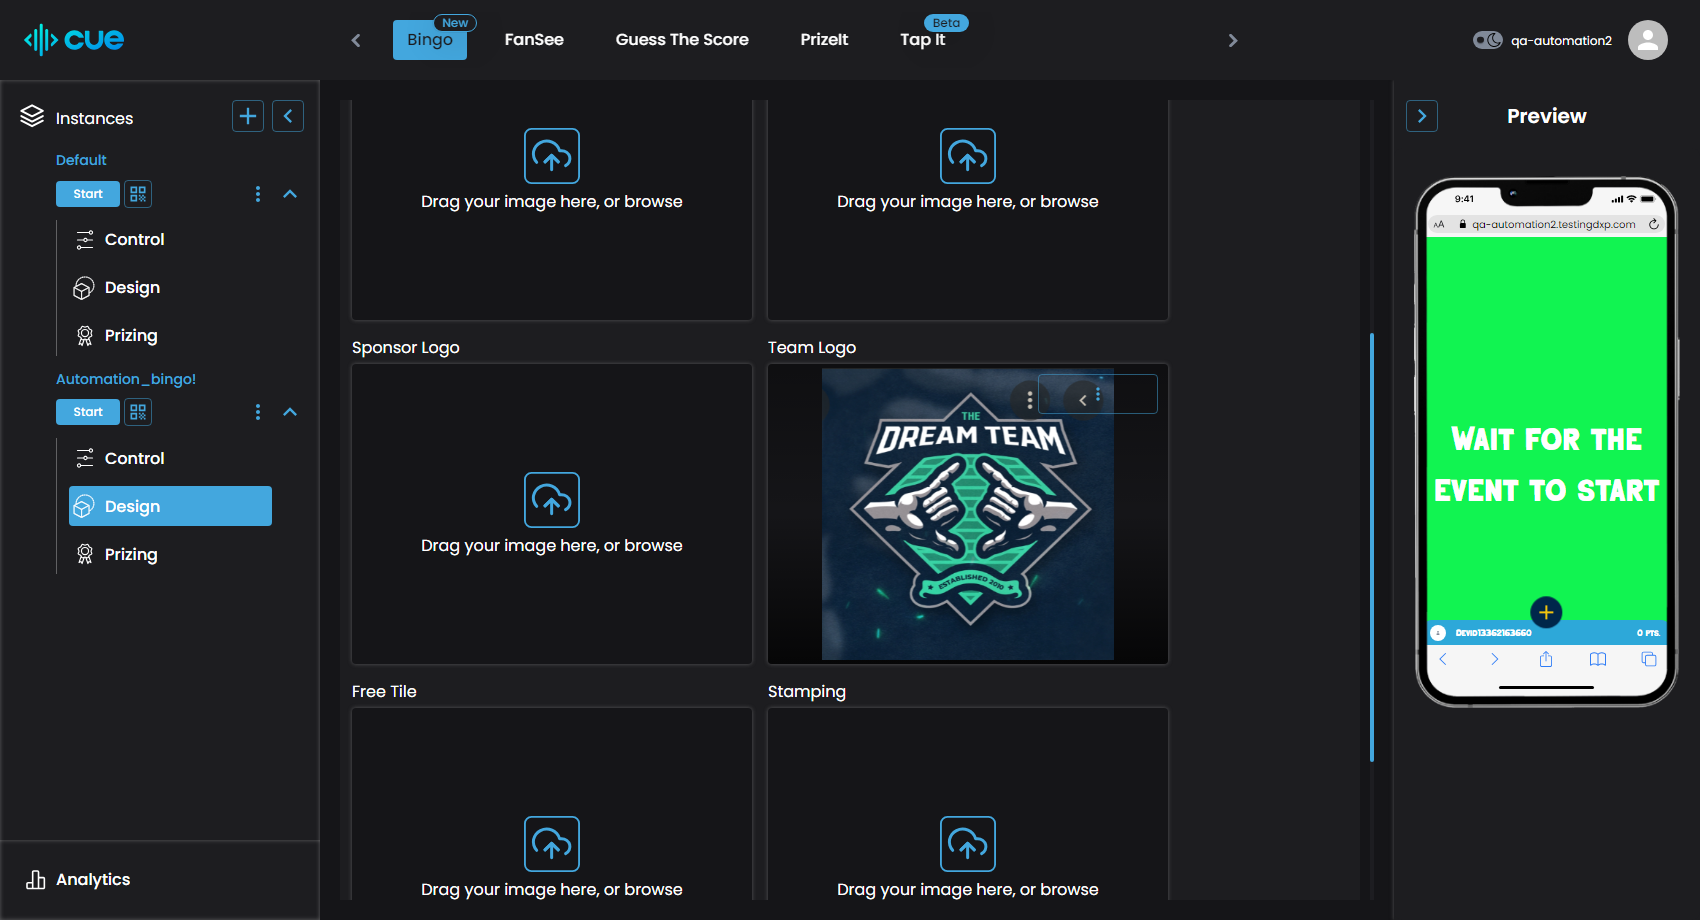 cue
Bingo
New
FanSee
Guess The Score
PrizeIt
Tap It
Beta
qa-automation2
Instances
Default
Start
Control
Design
Prizing
Automation_bingo!
Start
Control
Design
Prizing
Analytics
Drag your image here, or browse
Drag your image here, or browse
Sponsor Logo
Team Logo
Drag your image here, or browse
THE
DREAM TEAM
ESTABLISHED 2010
Free Tile
Stamping
Drag your image here, or browse
Drag your image here, or browse
Preview
9:41
AA
qa-automation2.testingdxp.com
WAIT FOR THE
EVENT TO START
DEVID13362163660
0 PTS.